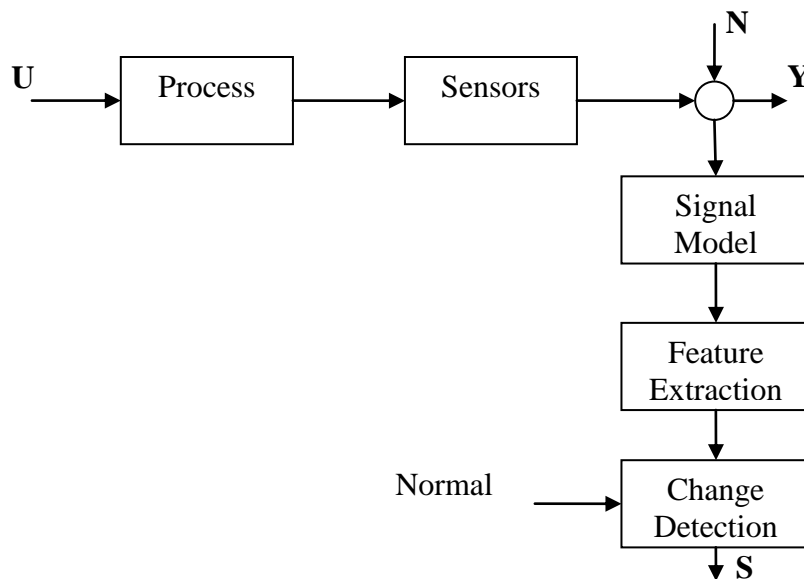 N
U
Process
Sensors
Y
Signal
Model
Feature
Extraction
Normal
Change
Detection
S